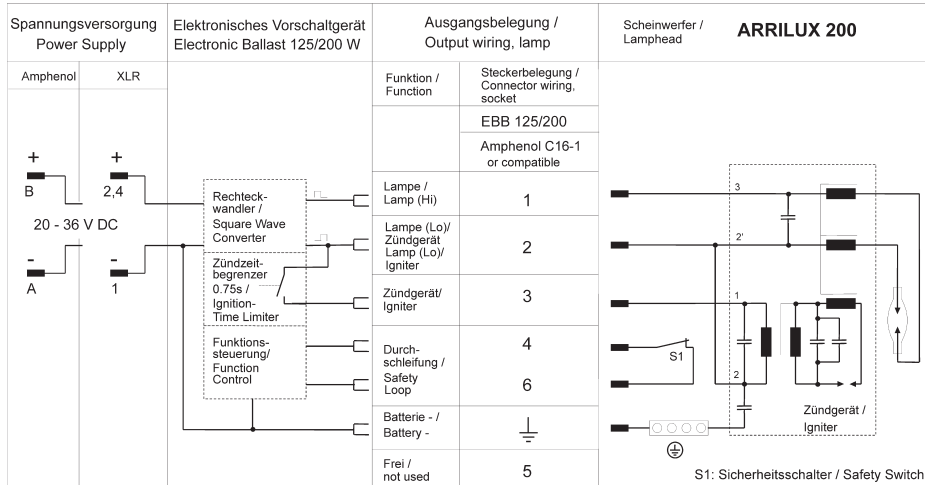 Spannungsversorgung
Power Supply
Elektronisches Vorschaltgerät
Electronic Ballast 125/200 W
Ausgangsbelegung /
Output wiring, lamp
Scheinwerfer /
Lamphead
ARRILUX 200
Amphenol
XLR
Funktion /
Function
Steckerbelegung /
Connector wiring,
socket
EBB 125/200
Amphenol C16-1
or compatible
+
B
+
2,4
20 - 36 V DC
-
A
-
1
Rechteck-
wandler /
Square Wave
Converter
Zündzeit-
begrenzer
0.75s /
Ignition-
Time Limiter
Funktions-
steuerung/
Function
Control
Lampe /
Lamp (Hi)
1
Lampe (Lo)/
Zündgerät
Lamp (Lo)/
Igniter
2
Zündgerät/
Igniter
3
Durch-
schleifung /
Safety
Loop
4
6
Batterie - /
Battery -
Frei /
not used
5
3
2'
1
2
S1
Zündgerät /
Igniter
S1: Sicherheitsschalter / Safety Switch